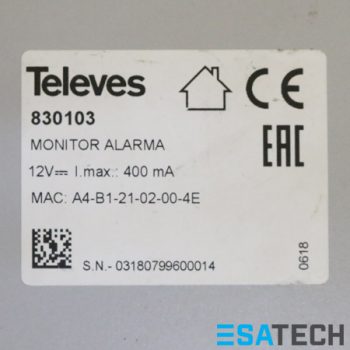 Televes
CE
830103
MONITOR ALARMA
EAC
12V⎓ I.max.: 400 mA
MAC: A4-B1-21-02-00-4E
S.N.- 03180799600014
0618
ESATECH